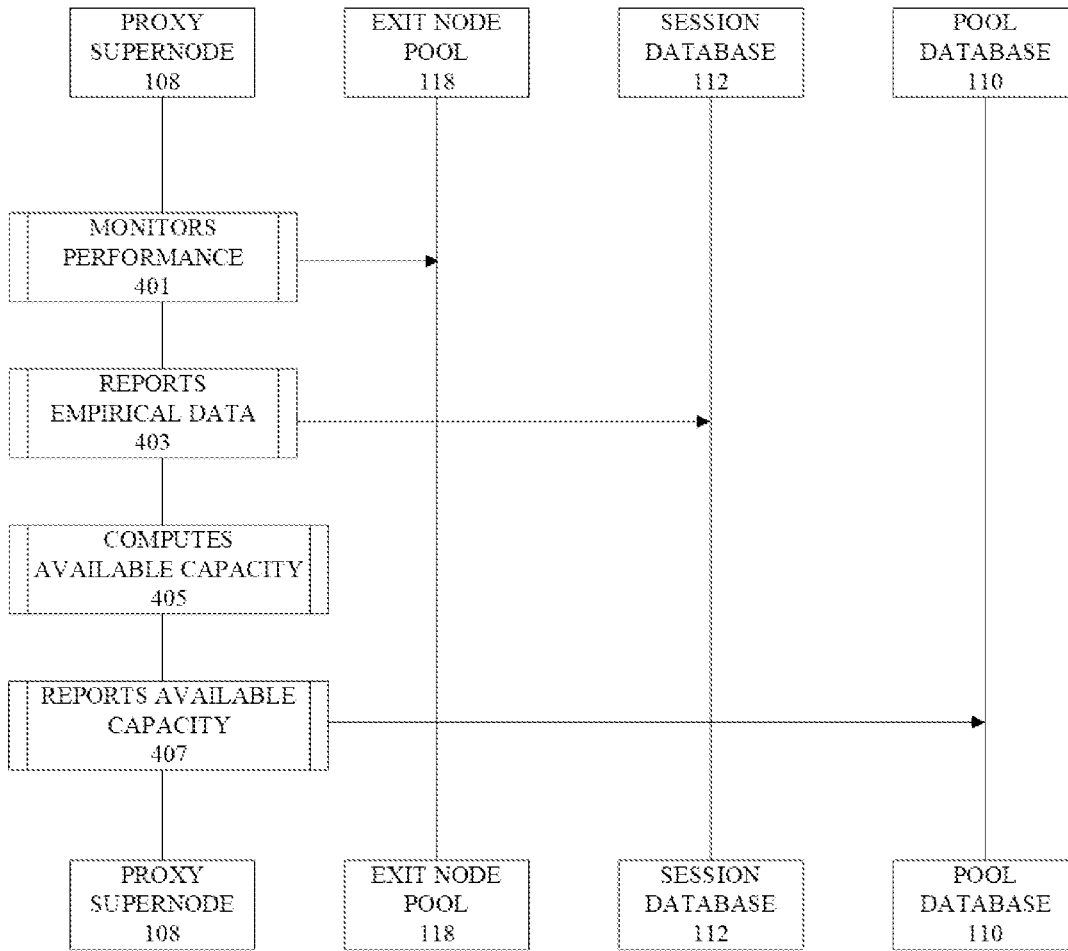 PROXY
SUPERNODE
108
EXIT NODE
POOL
118
SESSION
DATABASE
112
POOL
DATABASE
110
MONITORS
PERFORMANCE
401
REPORTS
EMPIRICAL DATA
403
COMPUTES
AVAILABLE CAPACITY
405
REPORTS AVAILABLE
CAPACITY
407
PROXY
SUPERNODE
108
EXIT NODE
POOL
118
SESSION
DATABASE
112
POOL
DATABASE
110